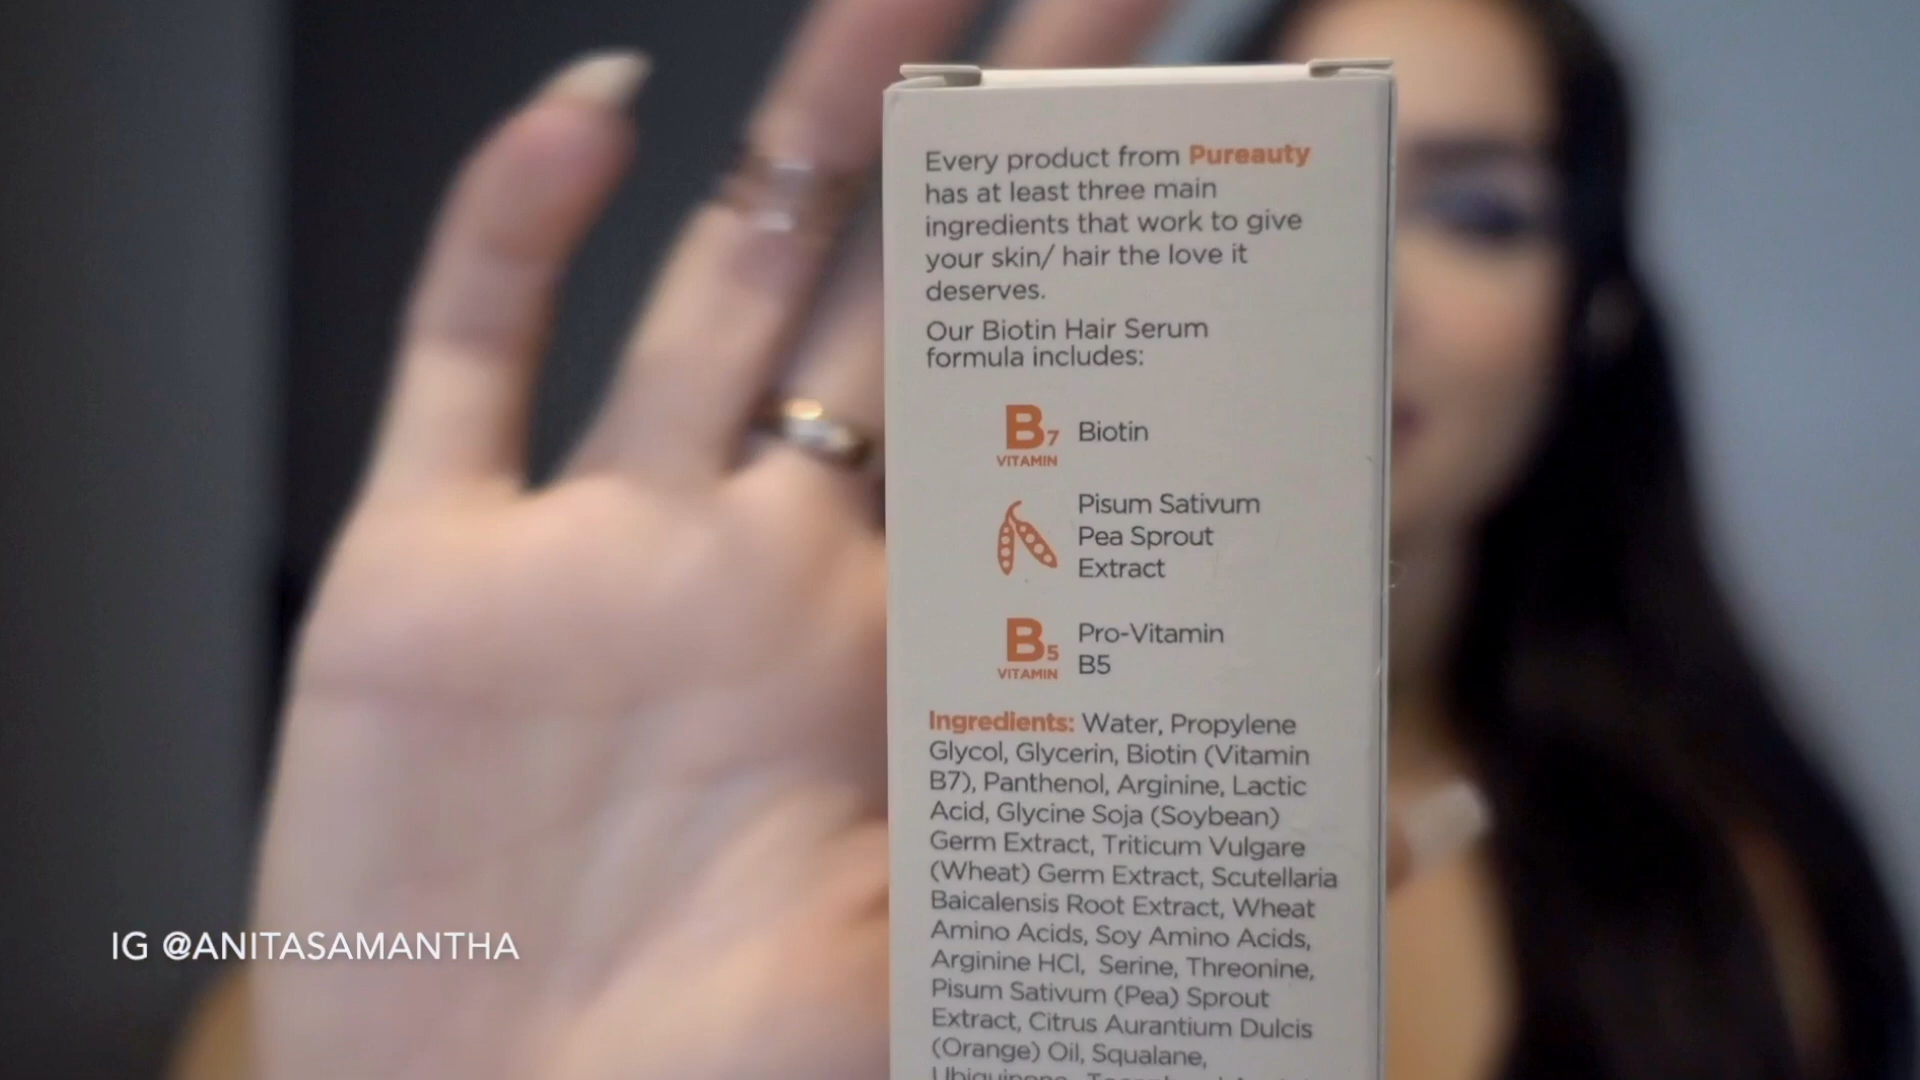 Every product from Pureauty
has at least three main
ingredients that work to give
your skin/ hair the love it
deserves.
Our Biotin Hair Serum
formula includes:
B7 Biotin
VITAMIN
Pisum Sativum
Pea Sprout
Extract
B5 Pro-Vitamin
VITAMIN B5
Ingredients: Water, Propylene
Glycol, Glycerin, Biotin (Vitamin
B7), Panthenol, Arginine, Lactic
Acid, Glycine Soja (Soybean)
Germ Extract, Triticum Vulgare
(Wheat) Germ Extract, Scutellaria
Baicalensis Root Extract, Wheat
Amino Acids, Soy Amino Acids,
Arginine HCl, Serine, Threonine,
Pisum Sativum (Pea) Sprout
Extract, Citrus Aurantium Dulcis
(Orange) Oil, Squalane,
IG @ANITASAMANTHA